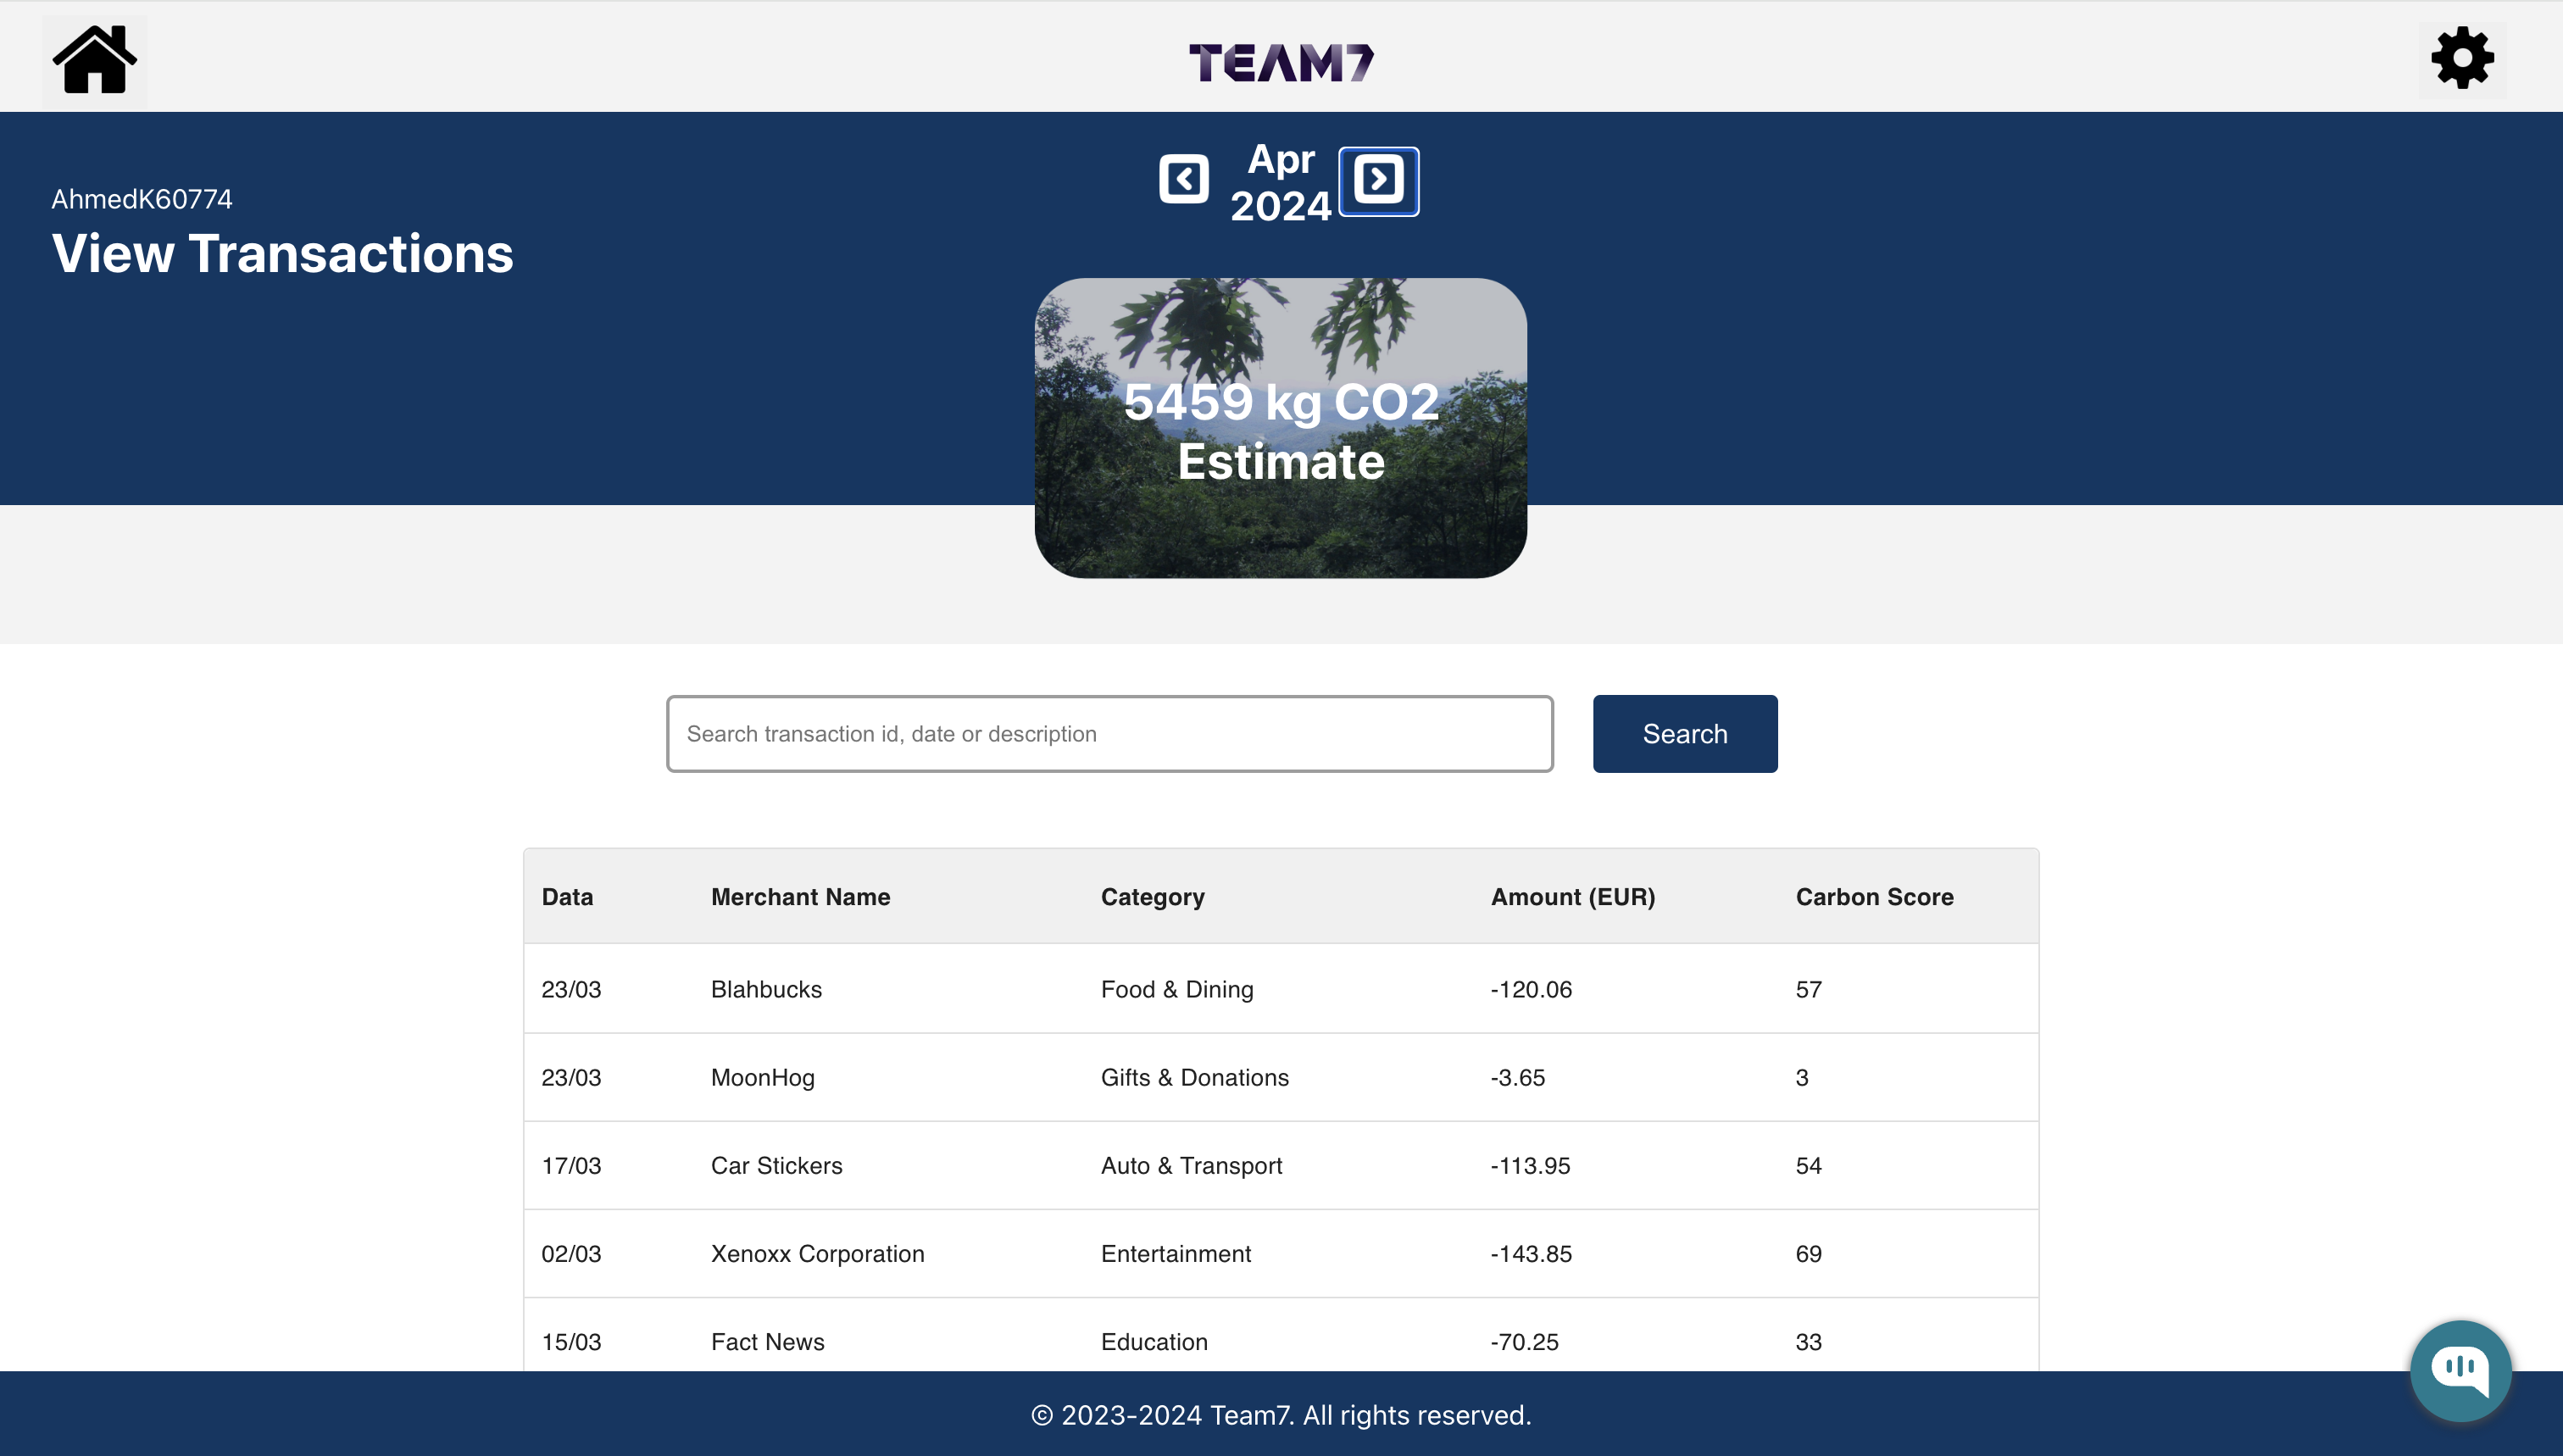 TEAM7
AhmedK60774
View Transactions
Apr
2024
5459 kg CO2
Estimate
Search transaction id, date or description
Search
Data Merchant Name Category Amount (EUR) Carbon Score
23/03 Blahbucks Food & Dining -120.06 57
23/03 MoonHog Gifts & Donations -3.65 3
17/03 Car Stickers Auto & Transport -113.95 54
02/03 Xenoxx Corporation Entertainment -143.85 69
15/03 Fact News Education -70.25 33
© 2023-2024 Team7. All rights reserved.